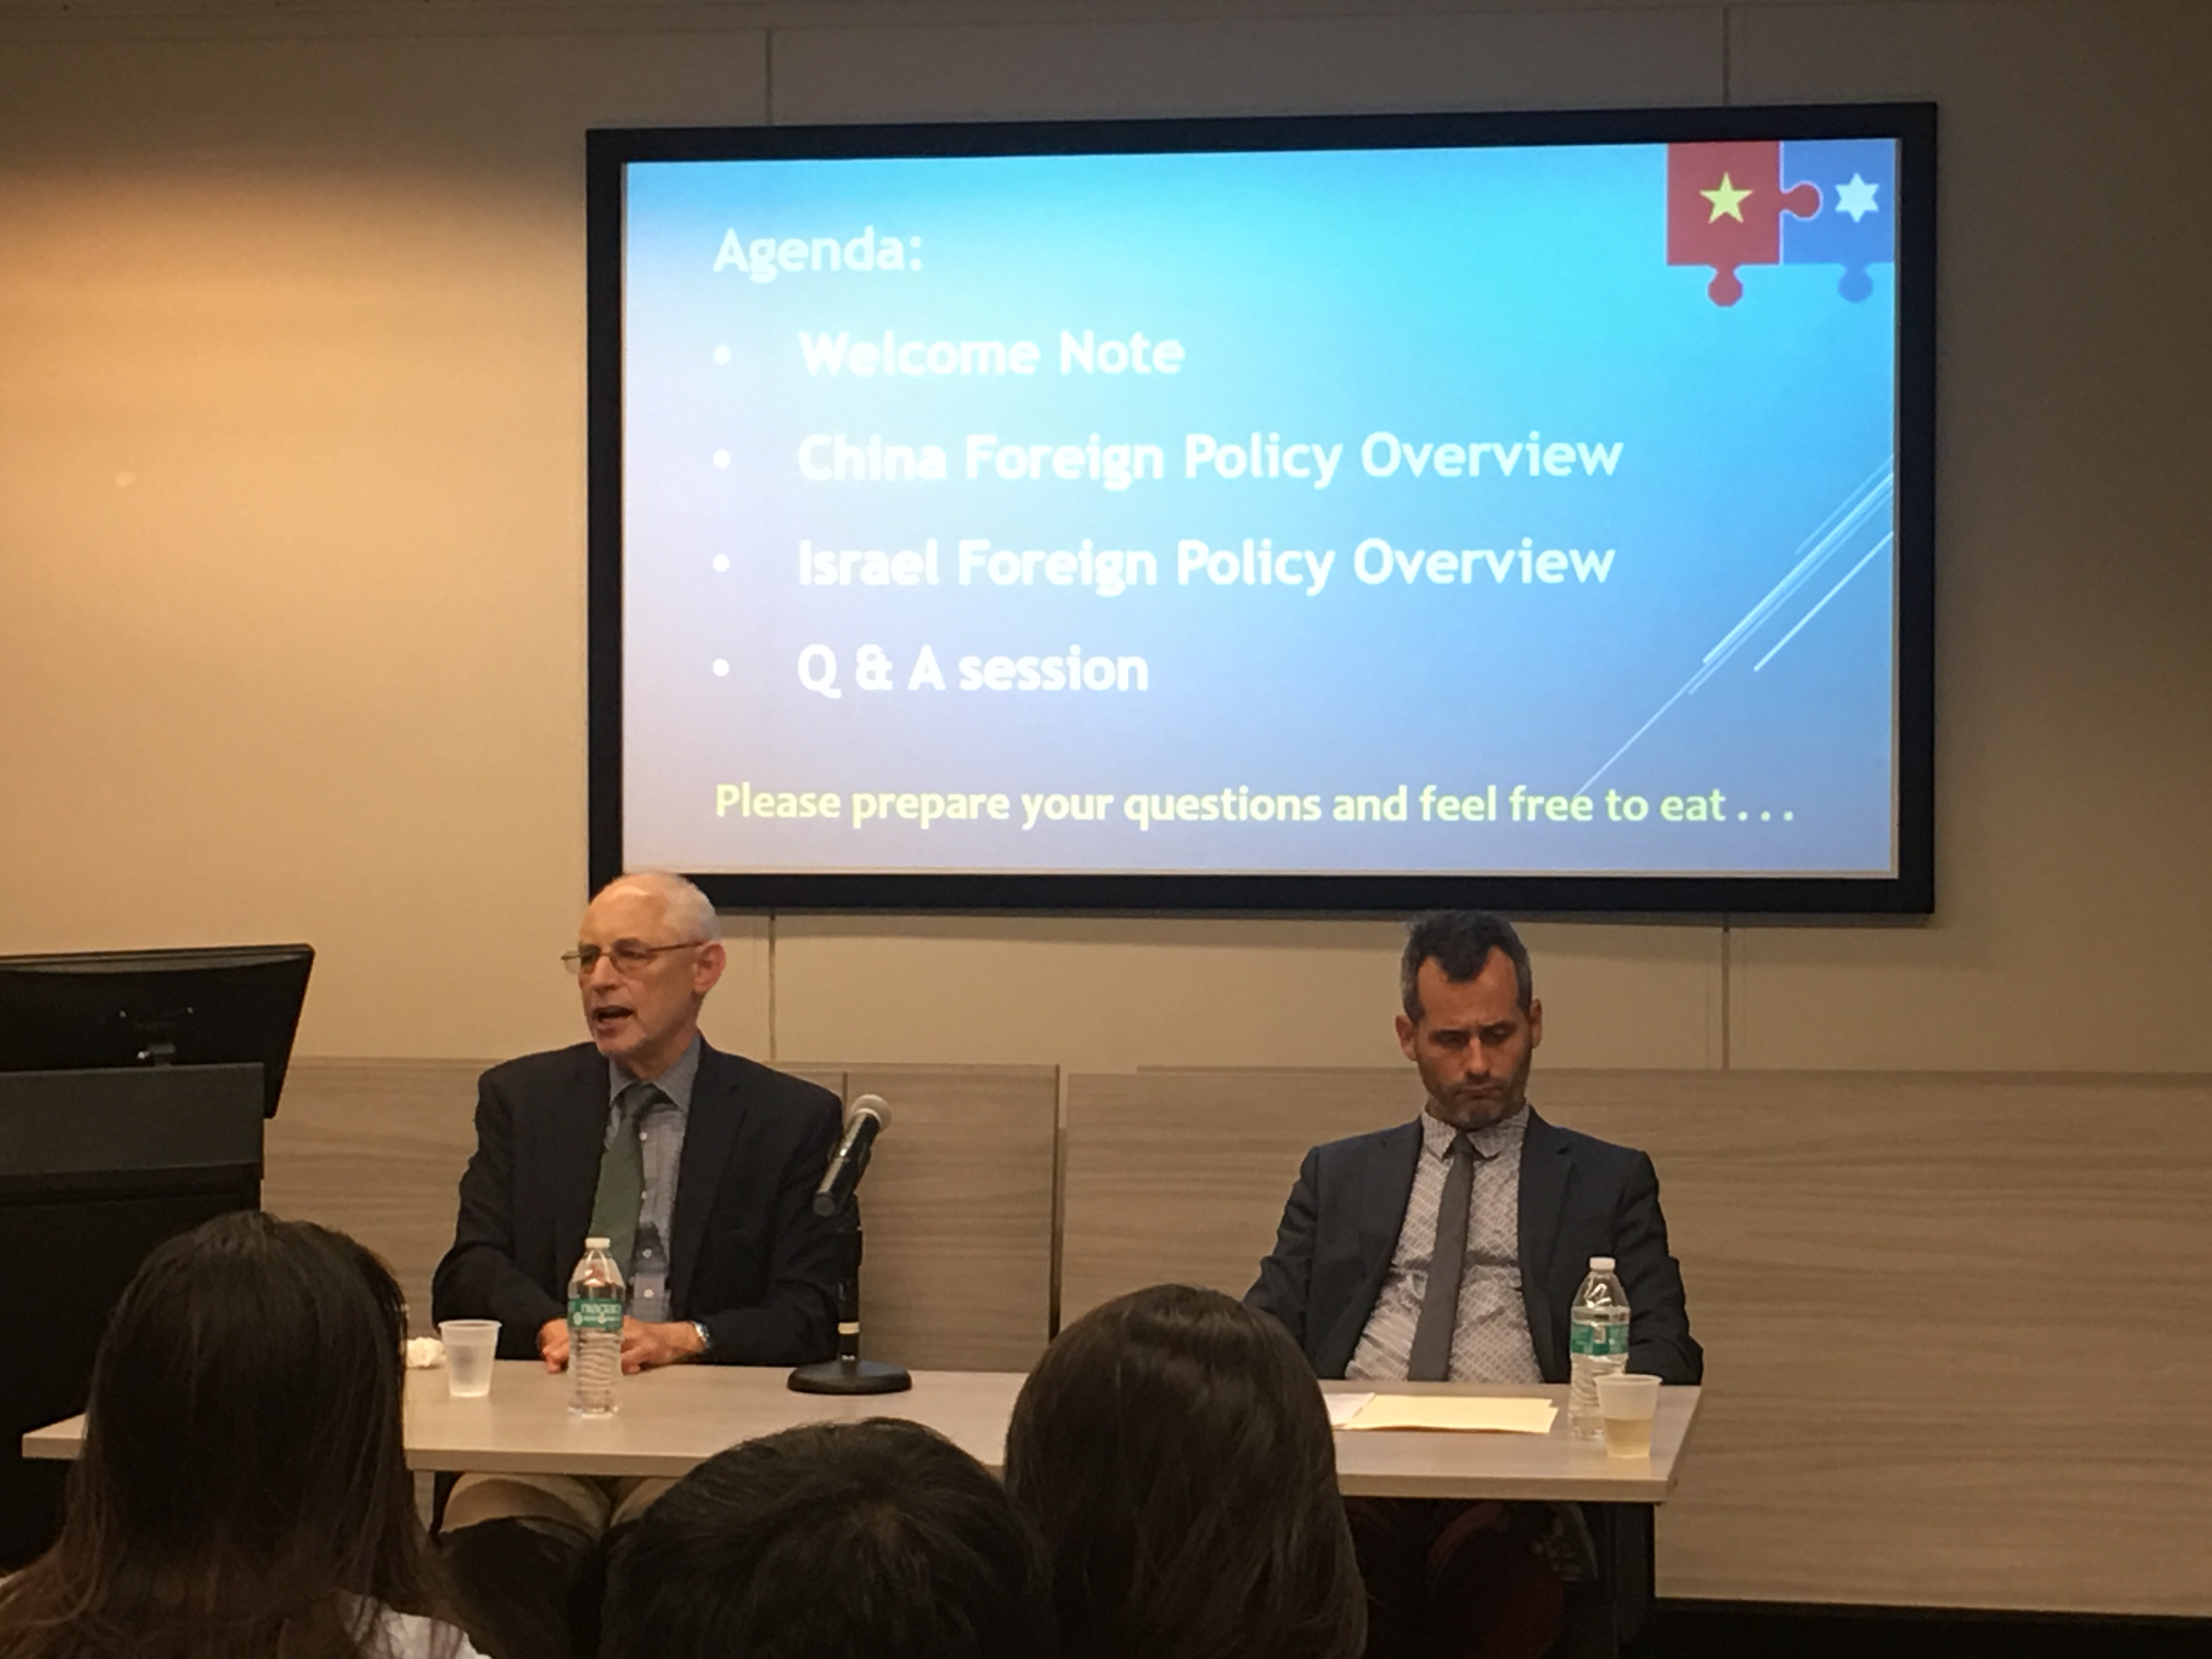 Agenda:
• Welcome Note
• China Foreign Policy Overview
• Israel Foreign Policy Overview
• Q & A session
Please prepare your questions and feel free to eat . . .
niagara